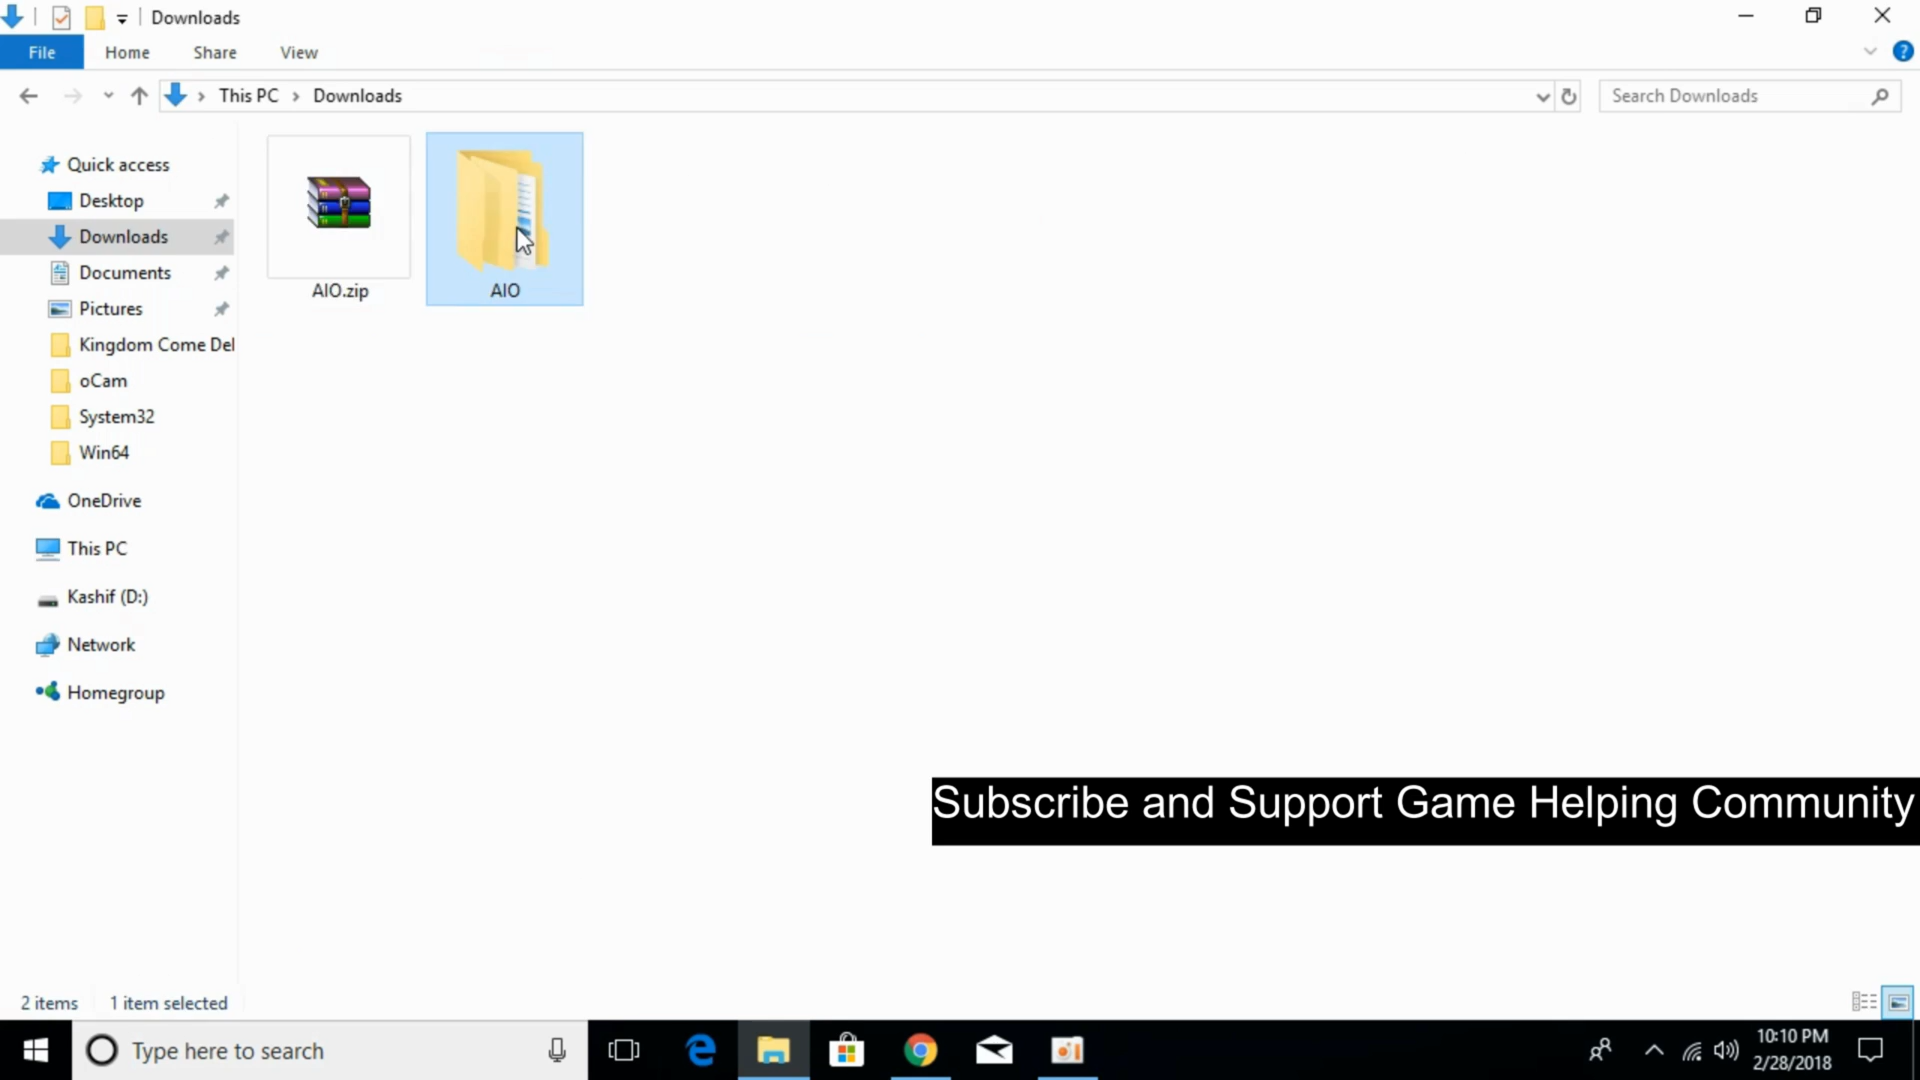 Downloads
File Home Share View
This PC Downloads
Search Downloads
Quick access
Desktop
Downloads
Documents
Pictures
Kingdom Come Del
oCam
System32
Win64
OneDrive
This PC
Kashif (D:)
Network
Homegroup
AIO.zip
AIO
Subscribe and Support Game Helping Community
2 items 1 item selected
Type here to search
10:10 PM
2/28/2018